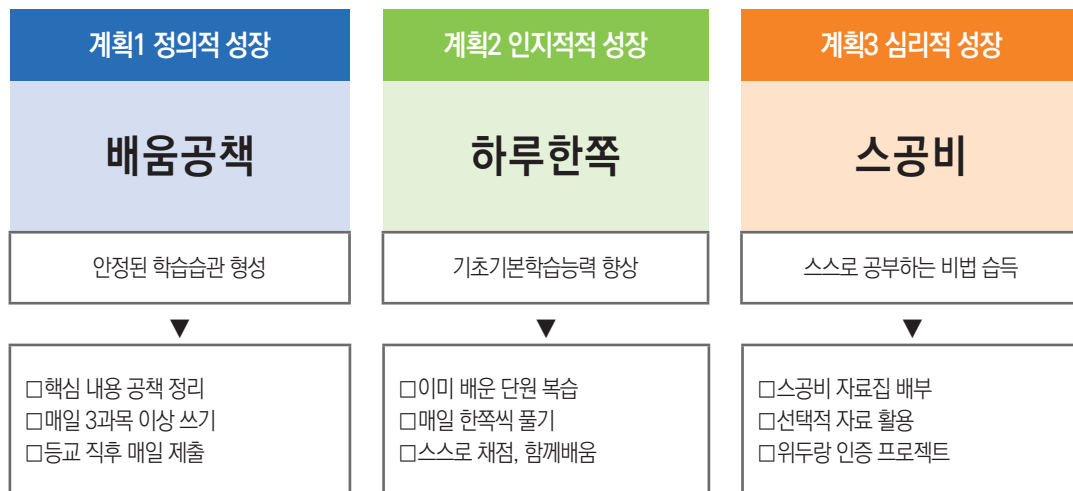 계획1 정의적 성장
배움공책
안정된 학습습관 형성
▼
□핵심 내용 공책 정리
□매일 3과목 이상 쓰기
□등교 직후 매일 제출
계획2 인지적적 성장
하루한쪽
기초기본학습능력 향상
▼
□이미 배운 단원 복습
□매일 한쪽씩 풀기
□스스로 채점, 함께배움
계획3 심리적 성장
스공비
스스로 공부하는 비법 습득
▼
□스공비 자료집 배부
□선택적 자료 활용
□위두랑 인증 프로젝트